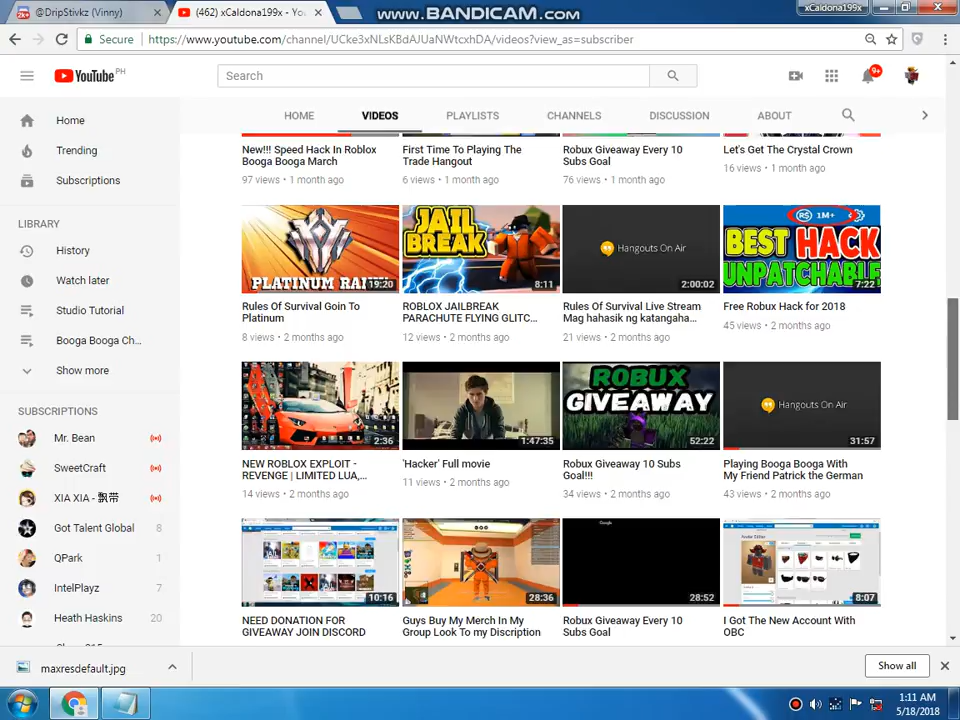 @DripStivkz (Vinny)
(462) xCaldona199x - Yo
www.BANDICAM.com
xCaldona199x
Secure
https://www.youtube.com/channel/UCke3xNLsKBdAJUaNWtcxhDA/videos?view_as=subscriber
YouTube PH
Search
9+
HOME
VIDEOS
PLAYLISTS
CHANNELS
DISCUSSION
ABOUT
Home
Trending
Subscriptions
LIBRARY
History
Watch later
Studio Tutorial
Booga Booga Ch...
Show more
SUBSCRIPTIONS
Mr. Bean
SweetCraft
XIA XIA - 飘带
Got Talent Global 8
QPark 1
IntelPlayz 7
Heath Haskins 20
New!!! Speed Hack In Roblox
Booga Booga March
97 views • 1 month ago
First Time To Playing The
Trade Hangout
6 views • 1 month ago
Robux Giveaway Every 10
Subs Goal
76 views • 1 month ago
Let's Get The Crystal Crown
16 views • 1 month ago
PLATINUM RA
19:20
Rules Of Survival Goin To
Platinum
8 views • 2 months ago
JAIL
BREAK
8:11
ROBLOX JAILBREAK
PARACHUTE FLYING GLITC...
12 views • 2 months ago
Hangouts On Air
2:00:02
Rules Of Survival Live Stream
Mag hahasik ng katangaha...
21 views • 2 months ago
R$ 1M+
BEST HACK
UNPATCHABLE
7:22
Free Robux Hack for 2018
45 views • 2 months ago
2:36
NEW ROBLOX EXPLOIT -
REVENGE | LIMITED LUA,...
14 views • 2 months ago
1:47:35
'Hacker' Full movie
11 views • 2 months ago
ROBUX
GIVEAWAY
52:22
Robux Giveaway 10 Subs
Goal!!!
34 views • 2 months ago
Hangouts On Air
31:57
Playing Booga Booga With
My Friend Patrick the German
43 views • 2 months ago
10:16
NEED DONATION FOR
GIVEAWAY JOIN DISCORD
28:36
Guys Buy My Merch In My
Group Look To my Discription
Google
28:52
Robux Giveaway Every 10
Subs Goal
8:07
I Got The New Account With
OBC
maxresdefault.jpg
Show all
1:11 AM
5/18/2018